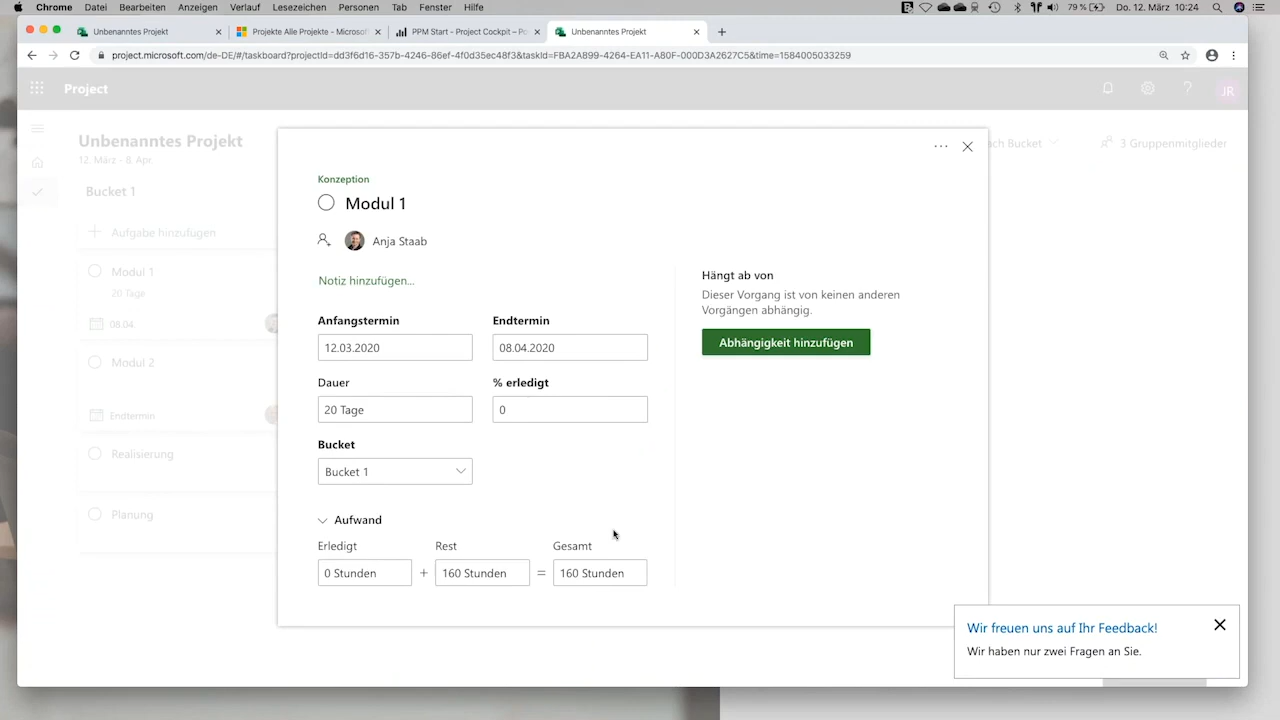 Chrome Datei Bearbeiten Anzeigen Verlauf Lesezeichen Personen Tab Fenster Hilfe 79 % Do. 12. März 10:24
Unbenanntes Projekt Projekte Alle Projekte - Microsof PPM Start - Project Cockpit – Po Unbenanntes Projekt
project.microsoft.com/de-DE/#/taskboard?projectId=dd3f6d16-357b-4246-86ef-4f0d35ec48f3&taskId=FBA2A899-4264-EA11-A80F-000D3A2627C5&time=1584005033259
Project JR
Unbenanntes Projekt
12. März - 8. Apr.
ach Bucket 3 Gruppenmitglieder
Bucket 1
Aufgabe hinzufügen
Modul 1
20 Tage
08.04.
Modul 2
Endtermin
Realisierung
Planung
Konzeption
Modul 1
Anja Staab
Notiz hinzufügen...
Anfangstermin Endtermin
12.03.2020 08.04.2020
Dauer % erledigt
20 Tage 0
Bucket
Bucket 1
Aufwand
Erledigt Rest Gesamt
0 Stunden + 160 Stunden = 160 Stunden
Hängt ab von
Dieser Vorgang ist von keinen anderen
Vorgängen abhängig.
Abhängigkeit hinzufügen
Wir freuen uns auf Ihr Feedback!
Wir haben nur zwei Fragen an Sie.